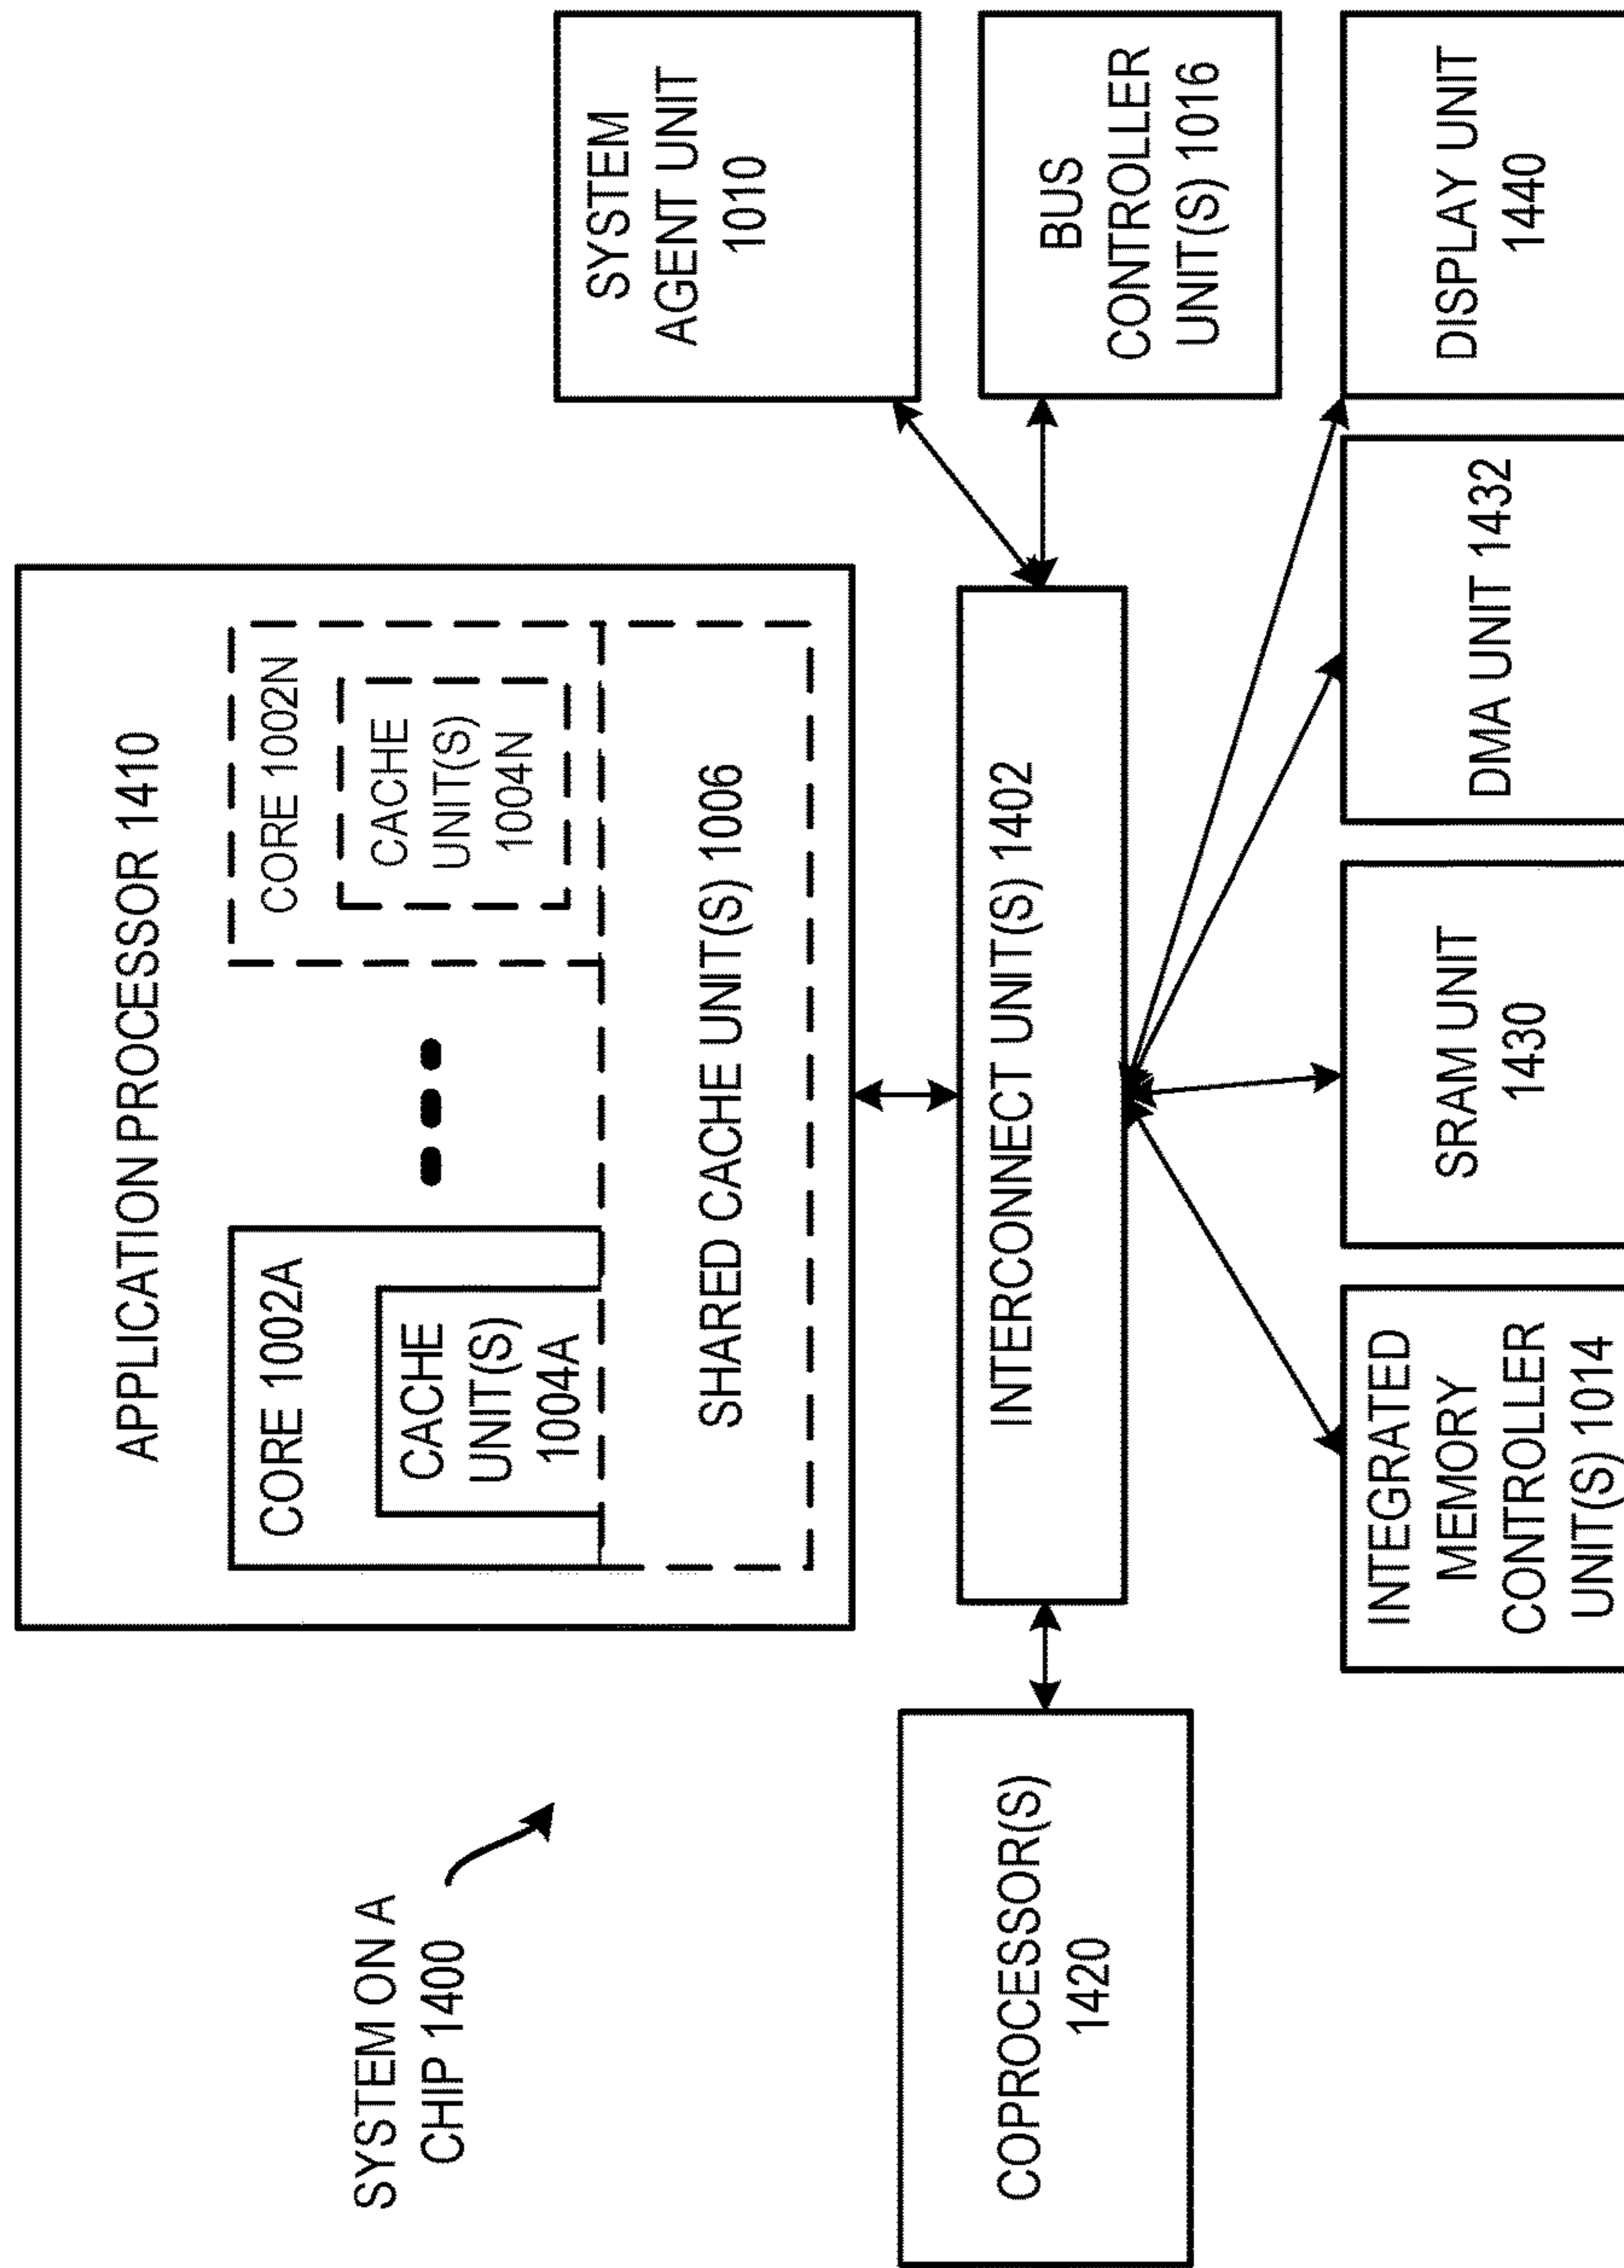 SYSTEM ON A
CHIP 1400
APPLICATION PROCESSOR 1410
CORE 1002A
CACHE
UNIT(S)
1004A
CORE 1002N
CACHE
UNIT(S)
1004N
SHARED CACHE UNIT(S) 1006
SYSTEM
AGENT UNIT
1010
COPROCESSOR(S)
1420
INTERCONNECT UNIT(S) 1402
BUS
CONTROLLER
UNIT(S) 1016
INTEGRATED
MEMORY
CONTROLLER
UNIT(S) 1014
SRAM UNIT
1430
DMA UNIT 1432
DISPLAY UNIT
1440